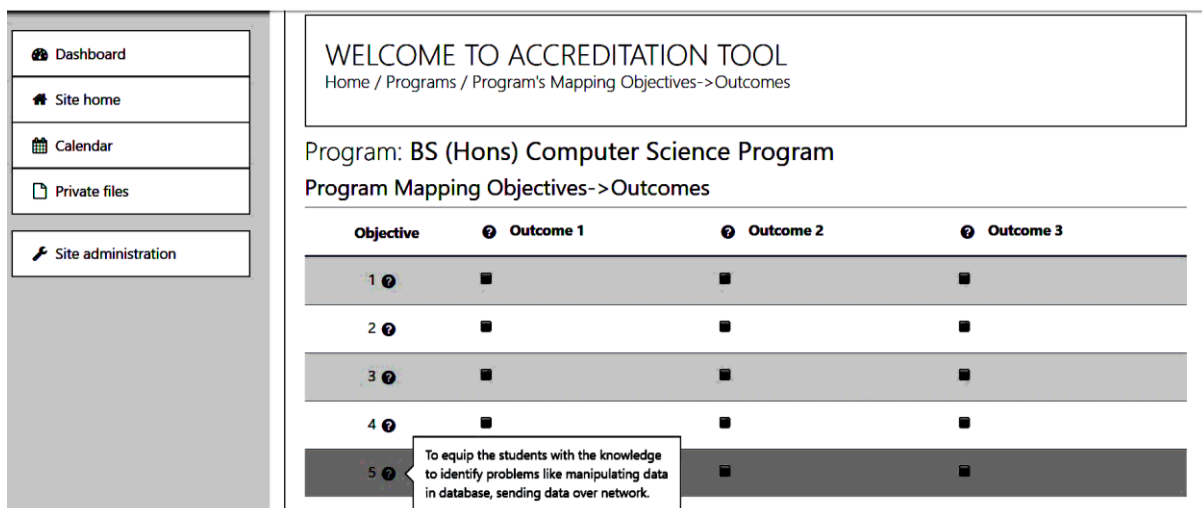 Dashboard
Site home
Calendar
Private files
Site administration
WELCOME TO ACCREDITATION TOOL
Home / Programs / Program's Mapping Objectives->Outcomes
Program: BS (Hons) Computer Science Program
Program Mapping Objectives->Outcomes
Objective ? Outcome 1 ? Outcome 2 ? Outcome 3
1 ?
2 ?
3 ?
4 ?
5 ?
To equip the students with the knowledge
to identify problems like manipulating data
in database, sending data over network.